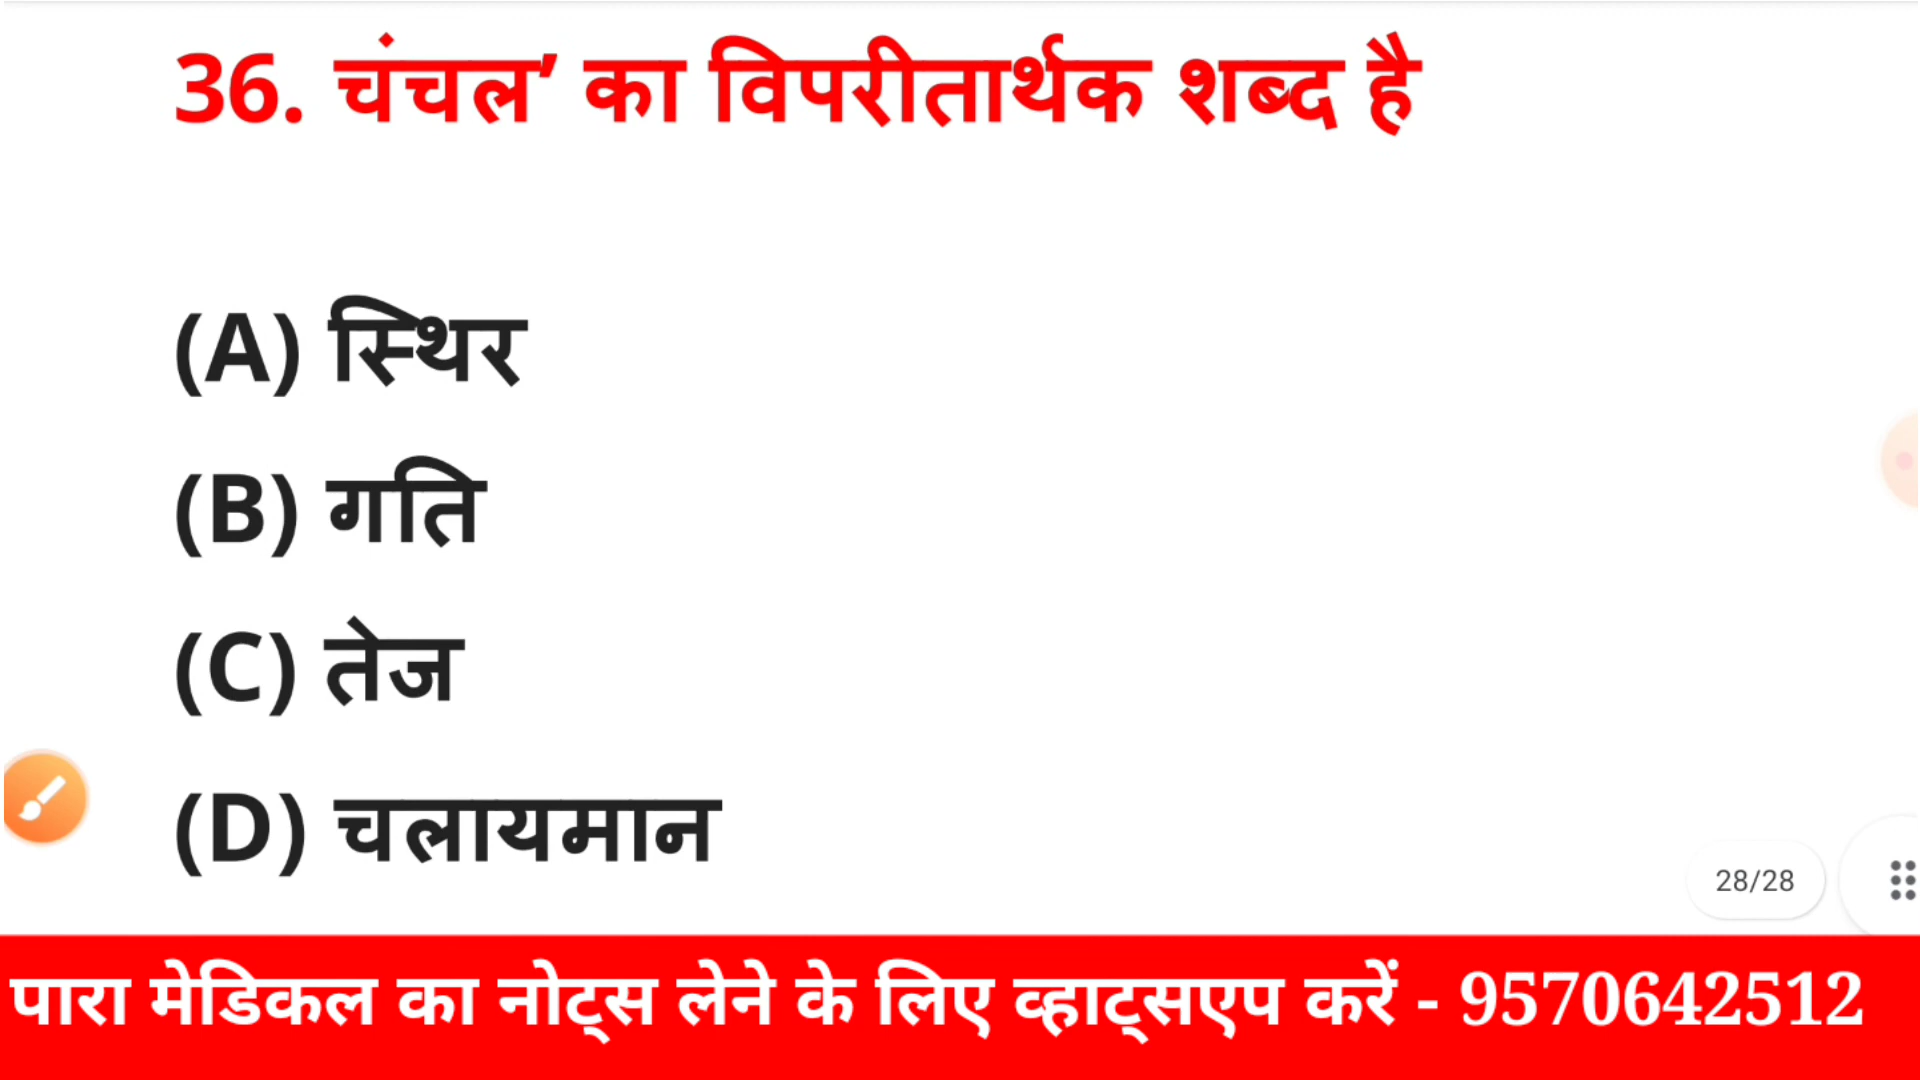 36. चंचल’ का विपरीतार्थक शब्द है
(A) स्थिर
(B) गति
(C) तेज
(D) चलायमान
28/28
पारा मेडिकल का नोट्स लेने के लिए व्हाट्सएप करें - 9570642512